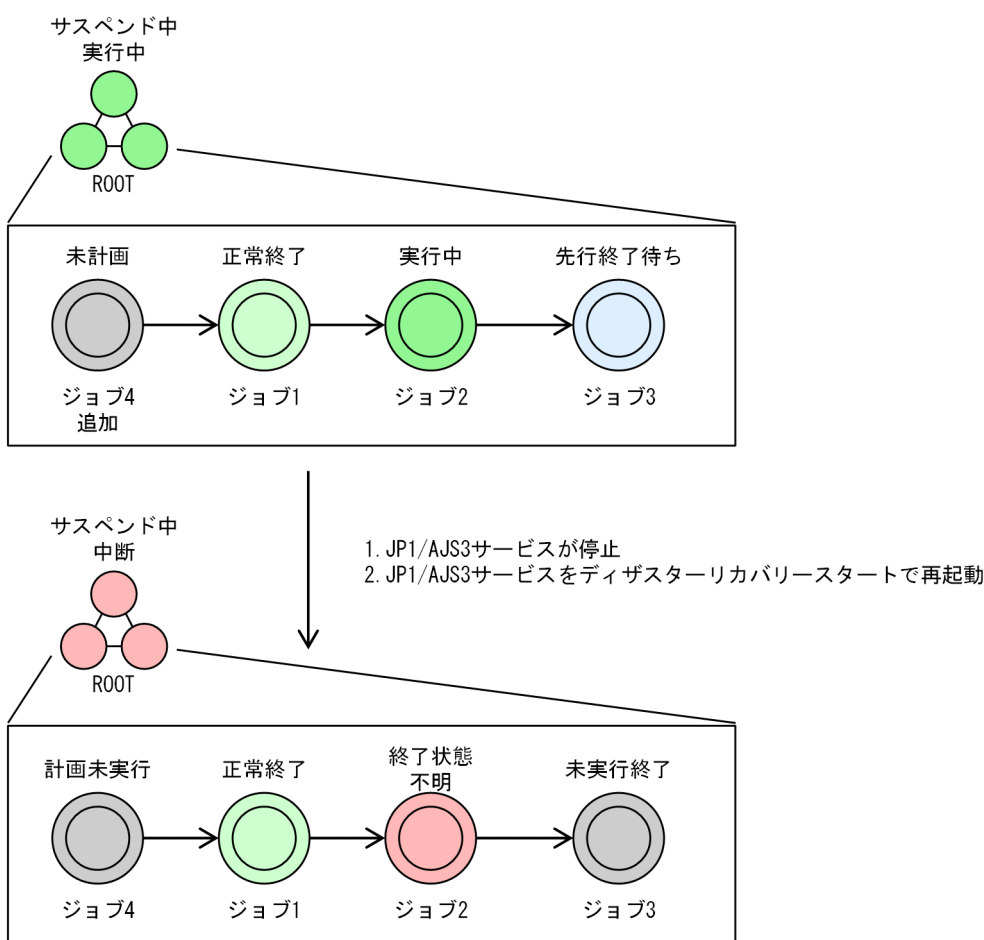 サスペンド中
実行中
ROOT
未計画
正常終了
実行中
先行終了待ち
ジョブ4
追加
ジョブ1
ジョブ2
ジョブ3
1.JP1/AJS3サービスが停止
2.JP1/AJS3サービスをディザスターリカバリースタートで再起動
サスペンド中
中断
ROOT
計画未実行
正常終了
終了状態
不明
未実行終了
ジョブ4
ジョブ1
ジョブ2
ジョブ3